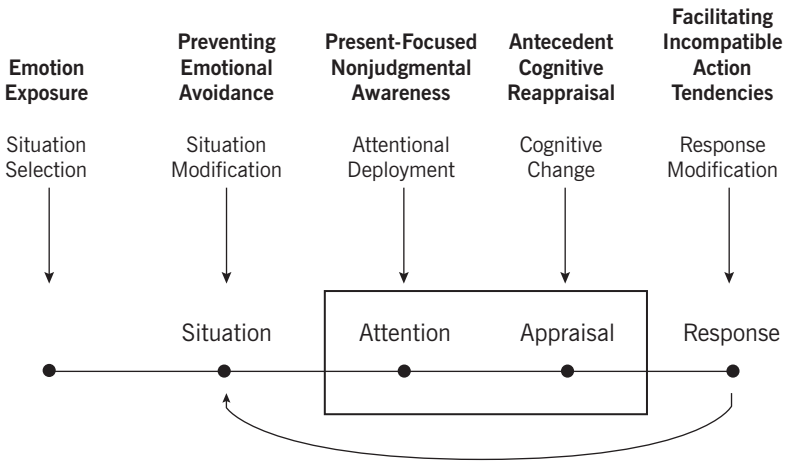 Emotion
Exposure
Preventing
Emotional
Avoidance
Present-Focused
Nonjudgmental
Awareness
Antecedent
Cognitive
Reappraisal
Facilitating
Incompatible
Action
Tendencies
Situation
Selection
Situation
Modification
Attentional
Deployment
Cognitive
Change
Response
Modification
Situation
Attention
Appraisal
Response